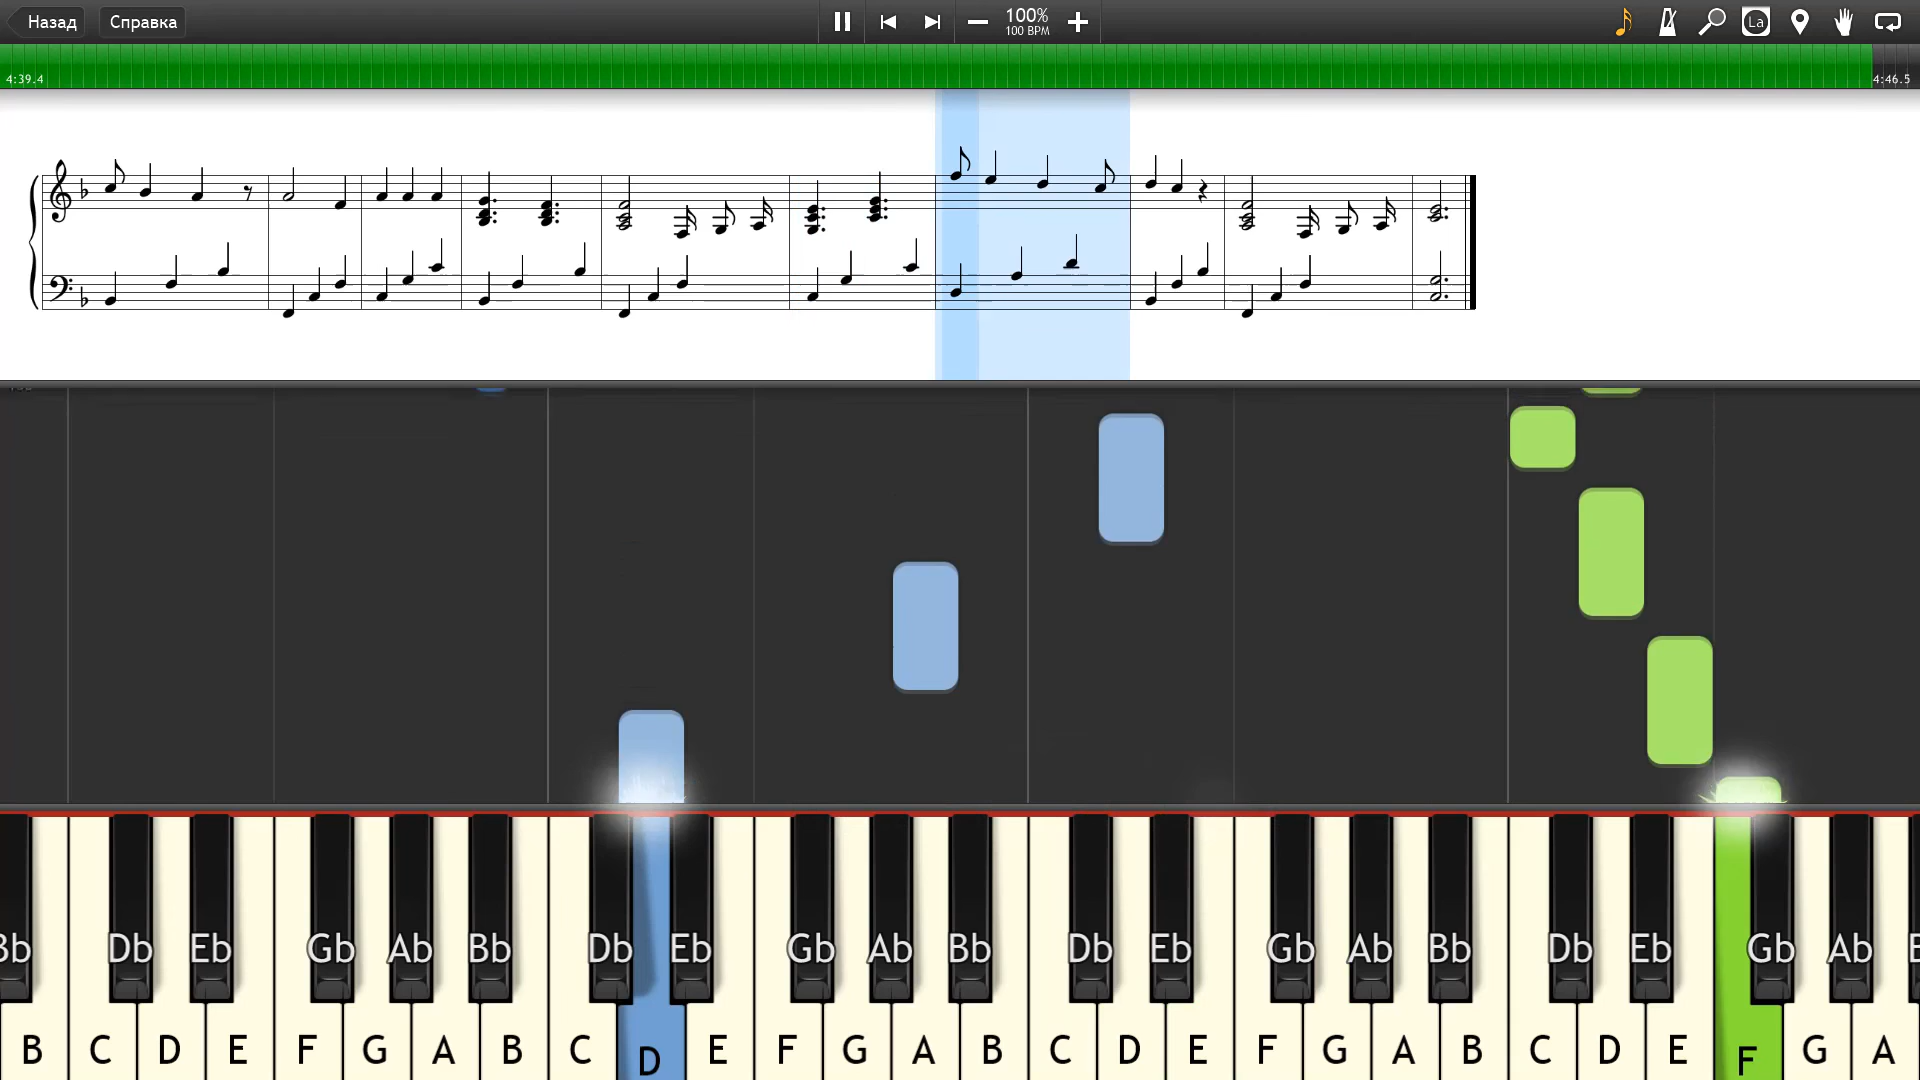 Назад Справка 100% La
100 BPM
4:39.4 4:46.5
Db Eb Gb Ab Bb Db Eb Gb Ab Bb Db Eb Gb Ab Bb Db Eb Gb Ab
B C D E F G A B C D E F G A B C D E F G A B C D E F G A